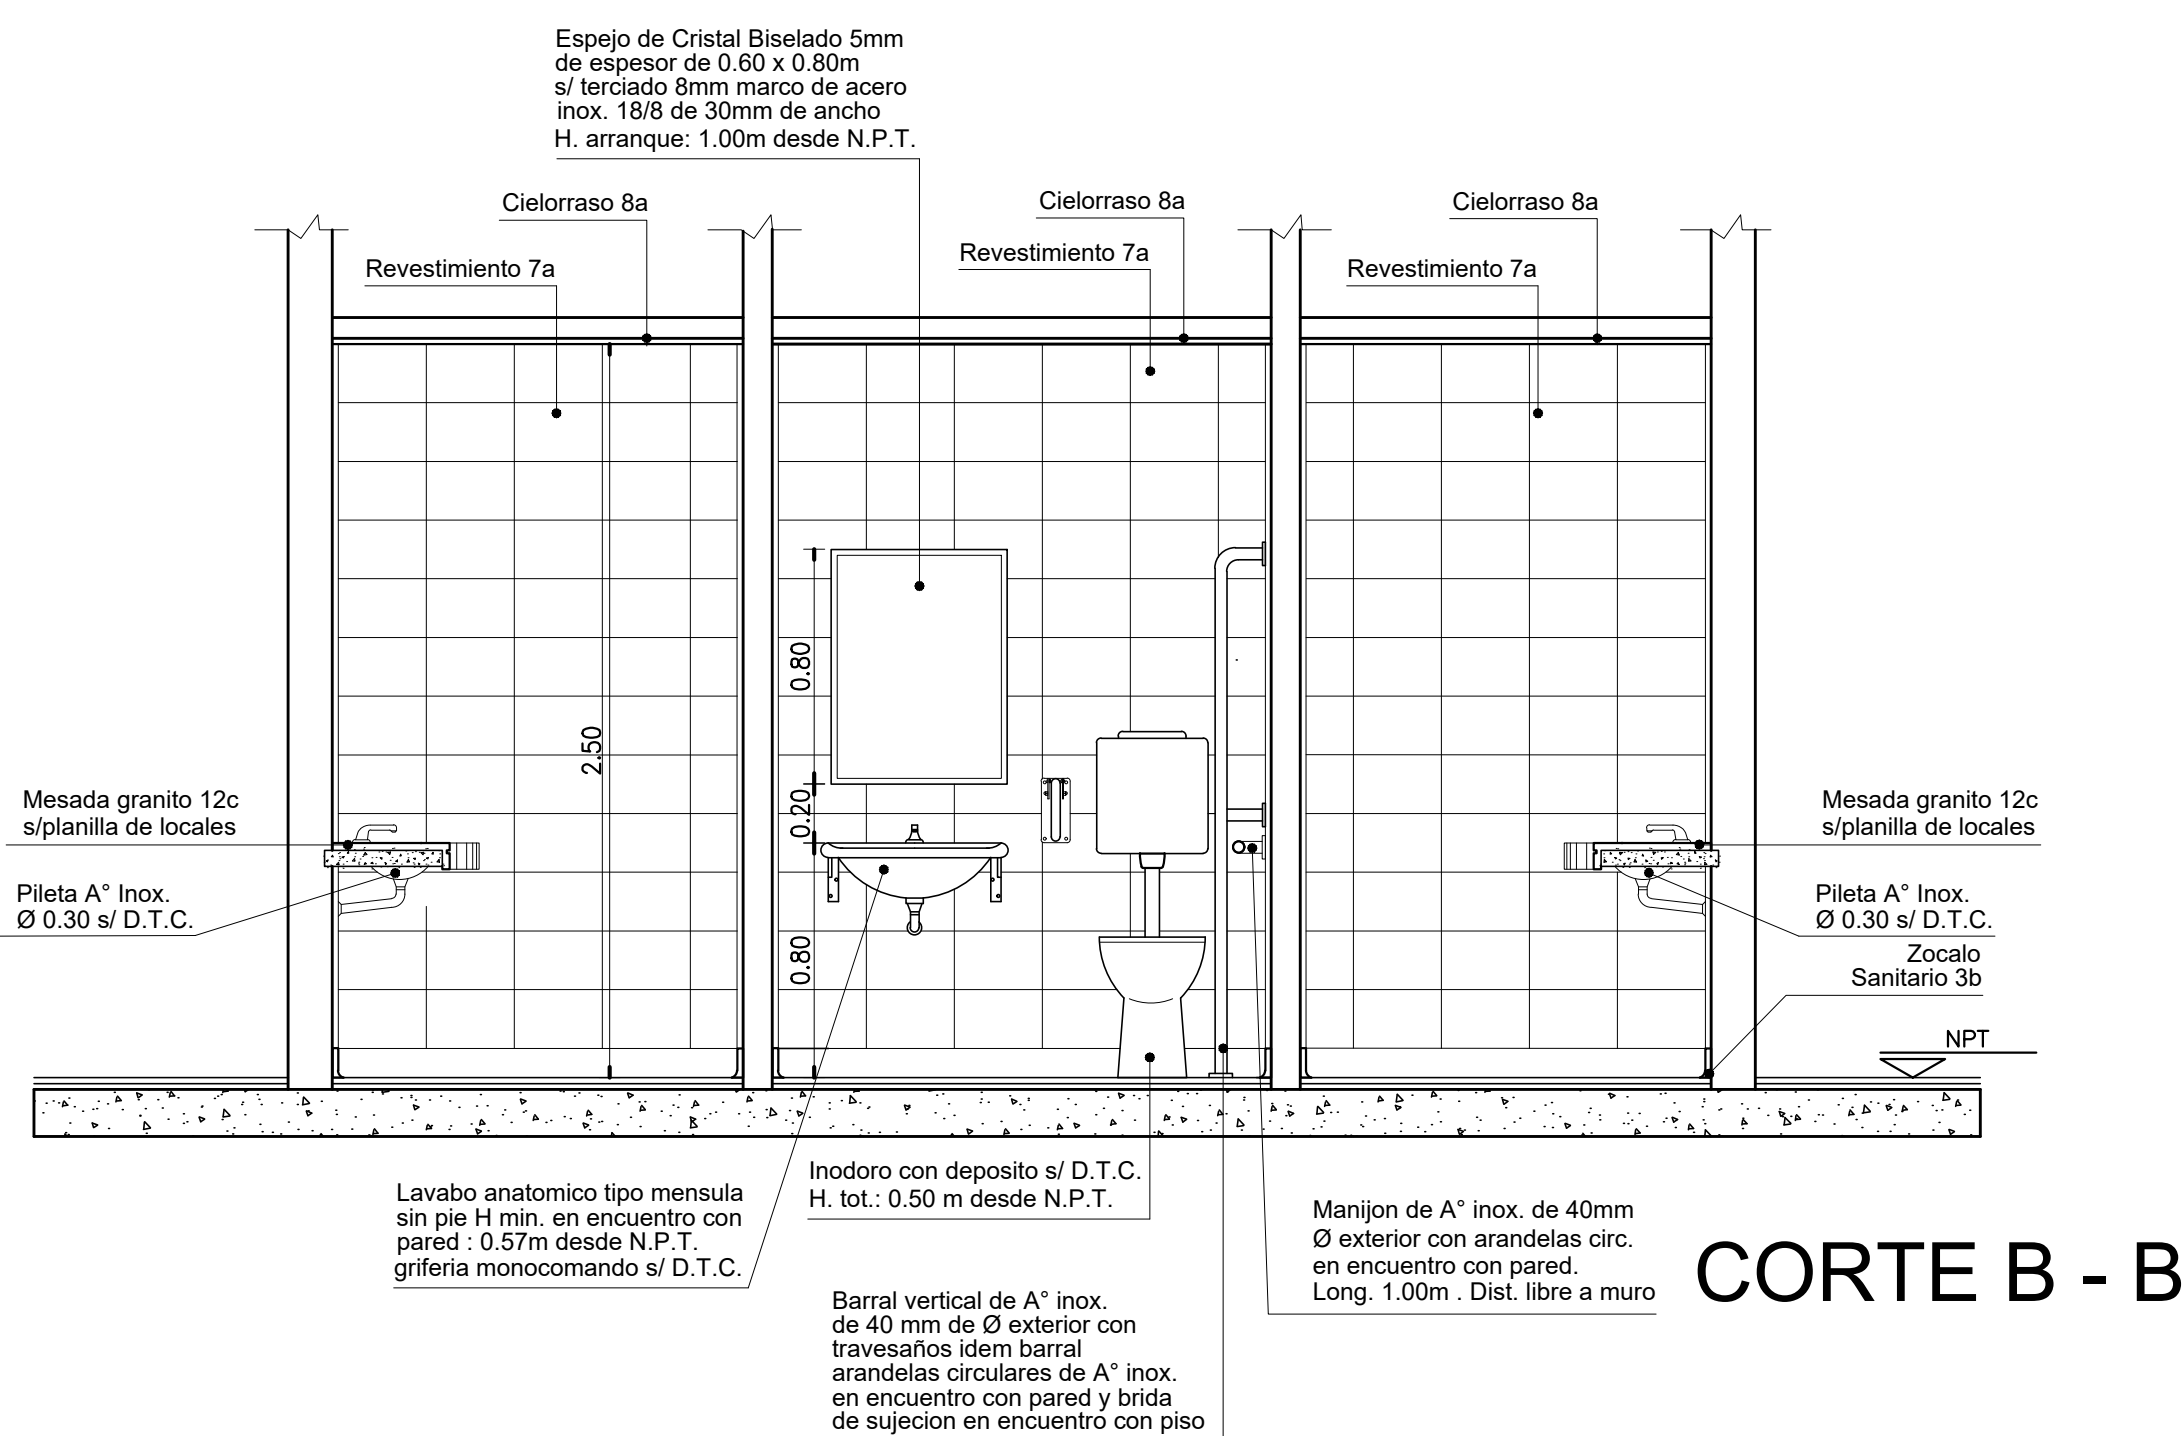 Espejo de Cristal Biselado 5mm
de espesor de 0.60 x 0.80m
s/ terciado 8mm marco de acero
inox. 18/8 de 30mm de ancho
H. arranque: 1.00m desde N.P.T.
Cielorraso 8a
Cielorraso 8a
Cielorraso 8a
Revestimiento 7a
Revestimiento 7a
Revestimiento 7a
0.80
2.50
0.20
0.80
Mesada granito 12c
s/planilla de locales
Pileta A° Inox.
Ø 0.30 s/ D.T.C.
Mesada granito 12c
s/planilla de locales
Pileta A° Inox.
Ø 0.30 s/ D.T.C.
Zocalo
Sanitario 3b
NPT
Lavabo anatomico tipo mensula
sin pie H min. en encuentro con
pared : 0.57m desde N.P.T.
griferia monocomando s/ D.T.C.
Inodoro con deposito s/ D.T.C.
H. tot.: 0.50 m desde N.P.T.
Barral vertical de A° inox.
de 40 mm de Ø exterior con
travesaños idem barral
arandelas circulares de A° inox.
en encuentro con pared y brida
de sujecion en encuentro con piso
Manijon de A° inox. de 40mm
Ø exterior con arandelas circ.
en encuentro con pared.
Long. 1.00m . Dist. libre a muro
CORTE B - B